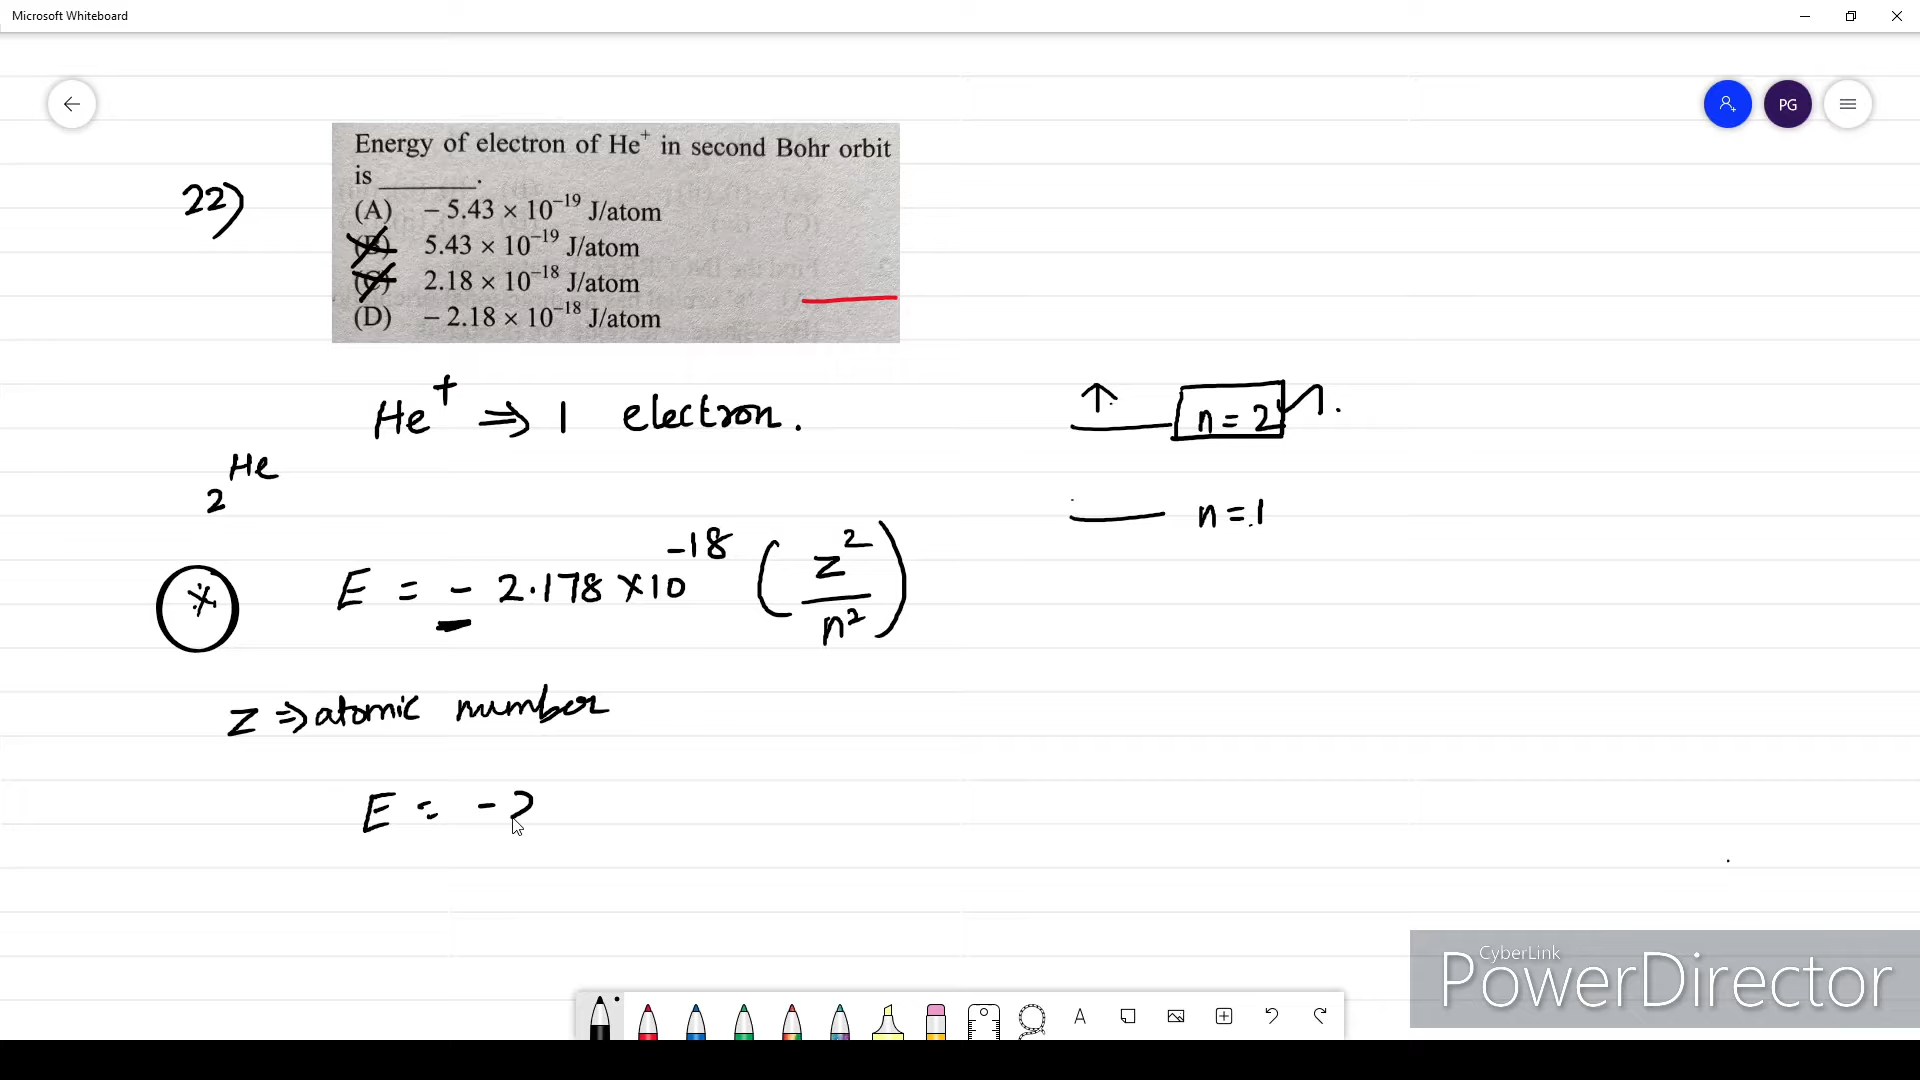 Microsoft Whiteboard
PG
22)
Energy of electron of He⁺ in second Bohr orbit
is ________.
(A) – 5.43 × 10⁻¹⁹ J/atom
(B) 5.43 × 10⁻¹⁹ J/atom
(C) 2.18 × 10⁻¹⁸ J/atom
(D) – 2.18 × 10⁻¹⁸ J/atom
He⁺ ⇒ 1 electron.
n = 2
₂He
n = 1
E = - 2.178 × 10⁻¹⁸ (z²/n²)
z ⇒ atomic number
E = - 2
CyberLink
PowerDirector
A